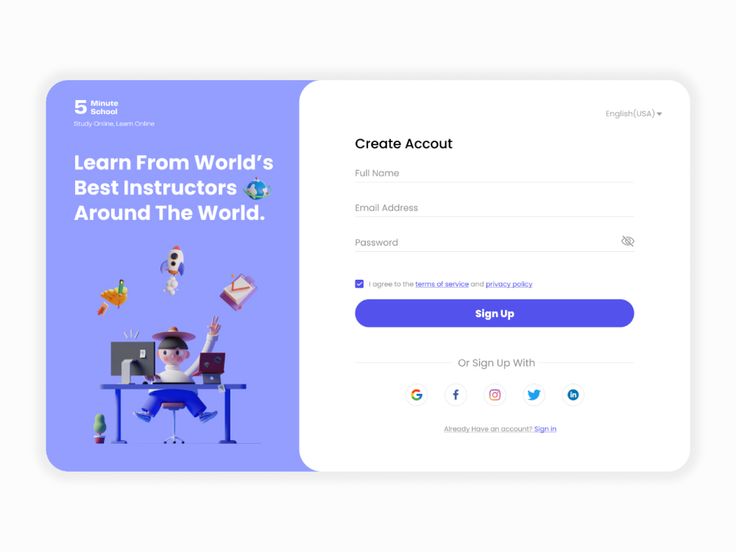 5 Minute
School
Study Online, Learn Online
Learn From World's
Best Instructors
Around The World.
English(USA)
Create Accout
Full Name
Email Address
Password
I agree to the terms of service and privacy policy
Sign Up
Or Sign Up With
Already Have an account? Sign in